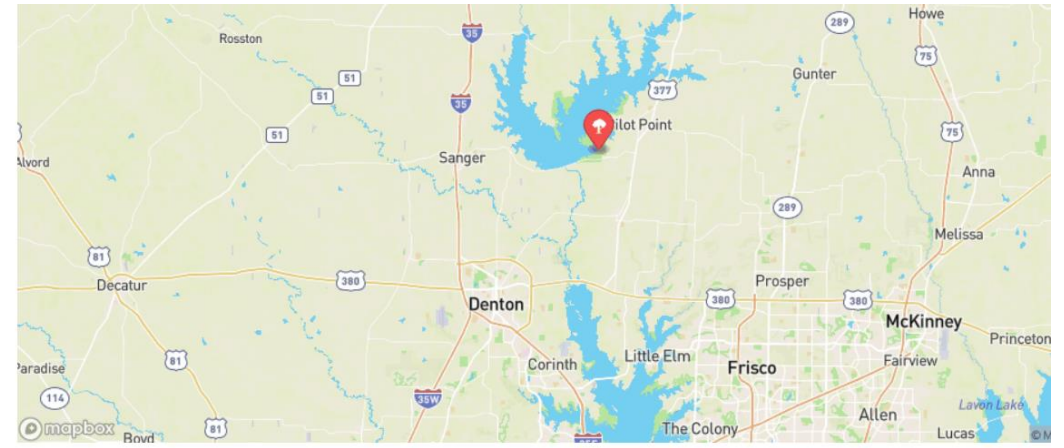 Howe
289
35
Rosston
75
Gunter
51
377
51
35
Pilot Point
51
75
Sanger
Alvord
Anna
289
Melissa
81
Decatur
380
Prosper
Denton
380
380
McKinney
81
Princeton
Little Elm
Corinth
Fairview
Paradise
Frisco
114
35W
Allen
Lavon Lake
81
The Colony
mapbox
Boyd
35E
Lucas
© M